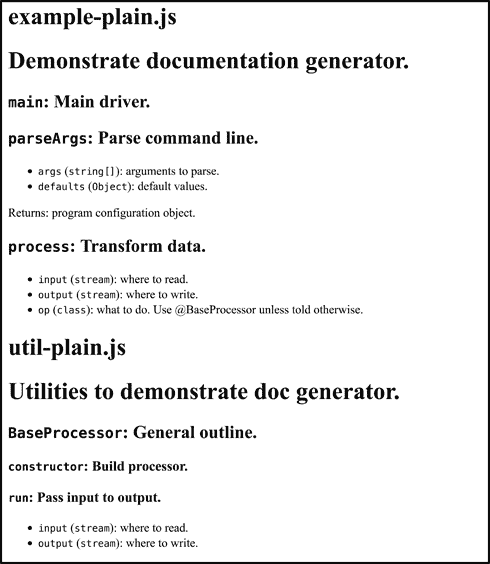 example-plain.js
Demonstrate documentation generator.
main: Main driver.
parseArgs: Parse command line.
• args (string[]): arguments to parse.
• defaults (Object): default values.
Returns: program configuration object.
process: Transform data.
• input (stream): where to read.
• output (stream): where to write.
• op (class): what to do. Use @BaseProcessor unless told otherwise.
util-plain.js
Utilities to demonstrate doc generator.
BaseProcessor: General outline.
constructor: Build processor.
run: Pass input to output.
• input (stream): where to read.
• output (stream): where to write.